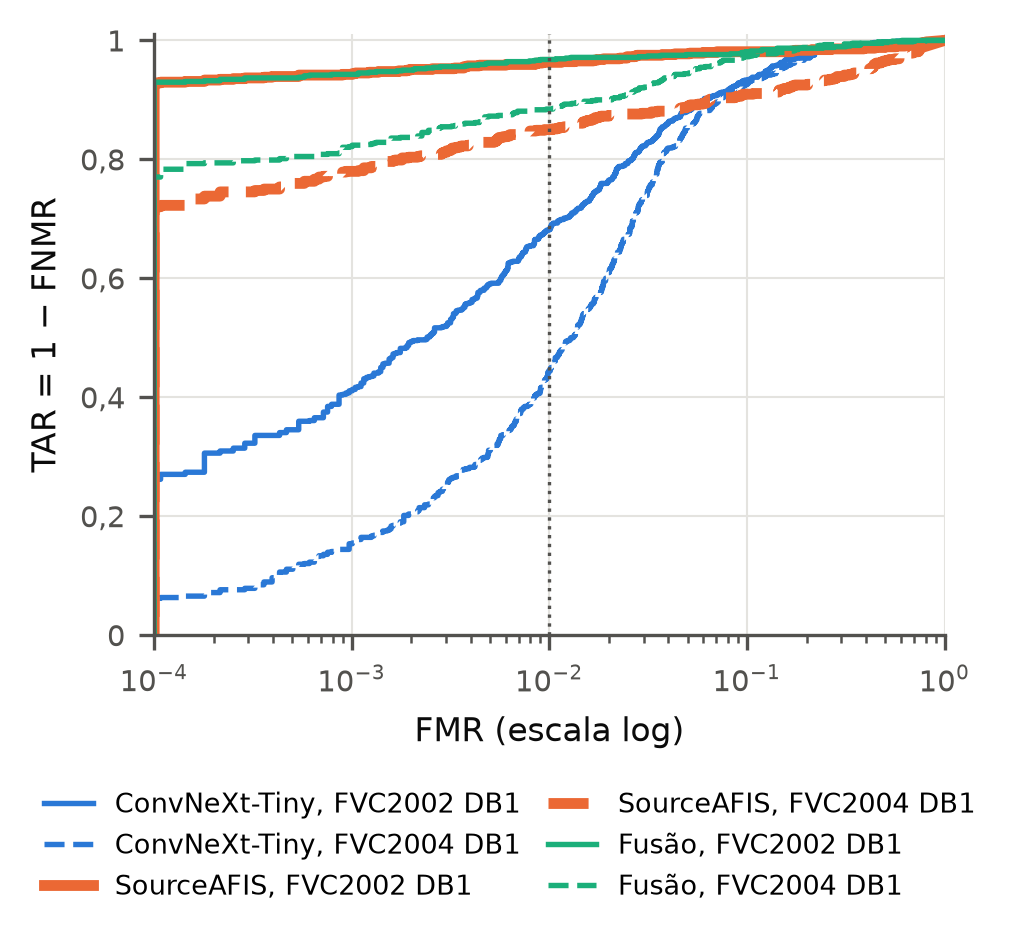 1
0,8
0,6
0,4
0,2
0
TAR = 1 − FNMR
10⁻⁴ 10⁻³ 10⁻² 10⁻¹ 10⁰
FMR (escala log)
ConvNeXt-Tiny, FVC2002 DB1
ConvNeXt-Tiny, FVC2004 DB1
SourceAFIS, FVC2002 DB1
SourceAFIS, FVC2004 DB1
Fusão, FVC2002 DB1
Fusão, FVC2004 DB1